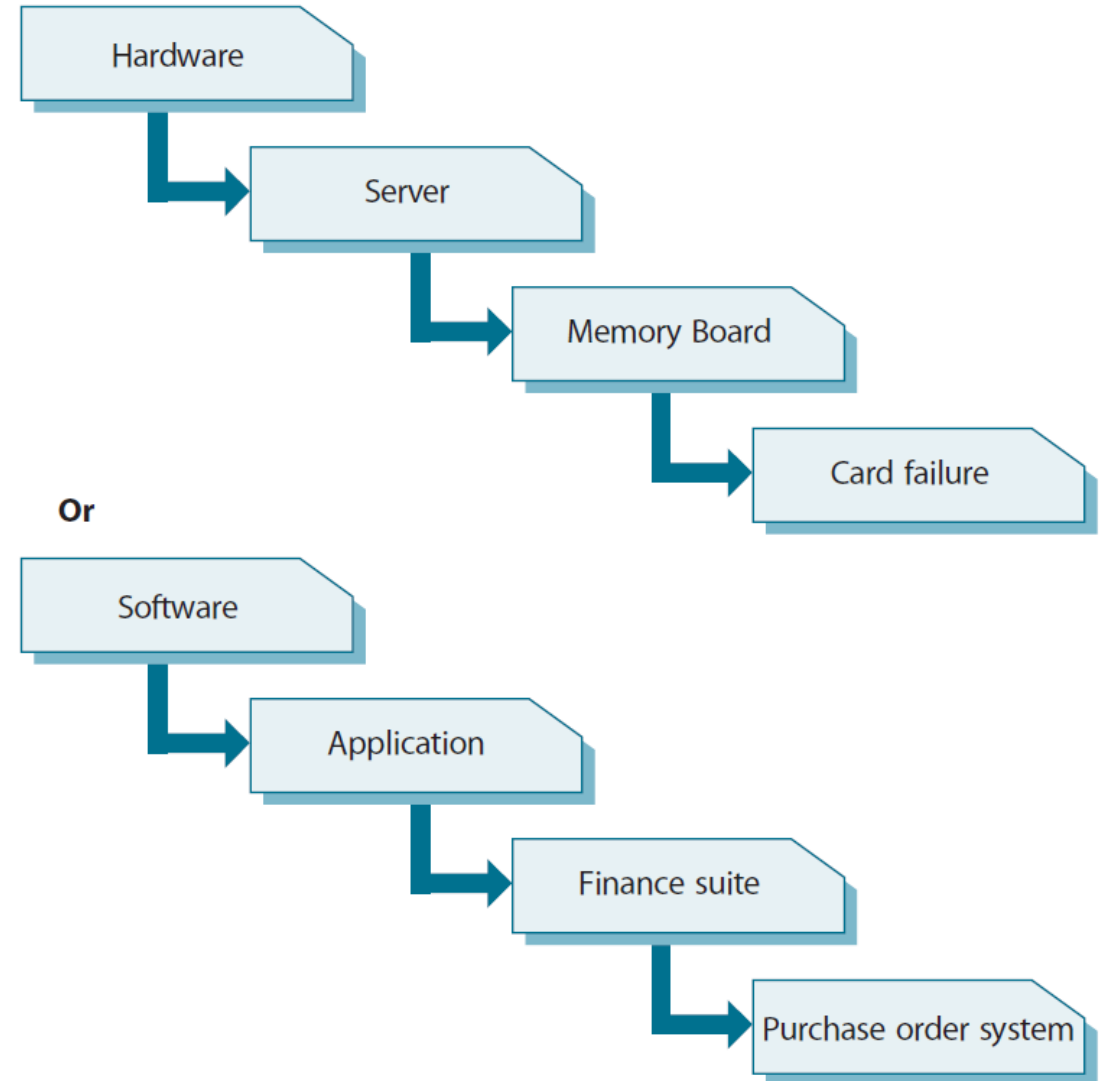 Hardware
Server
Memory Board
Card failure
Or
Software
Application
Finance suite
Purchase order system